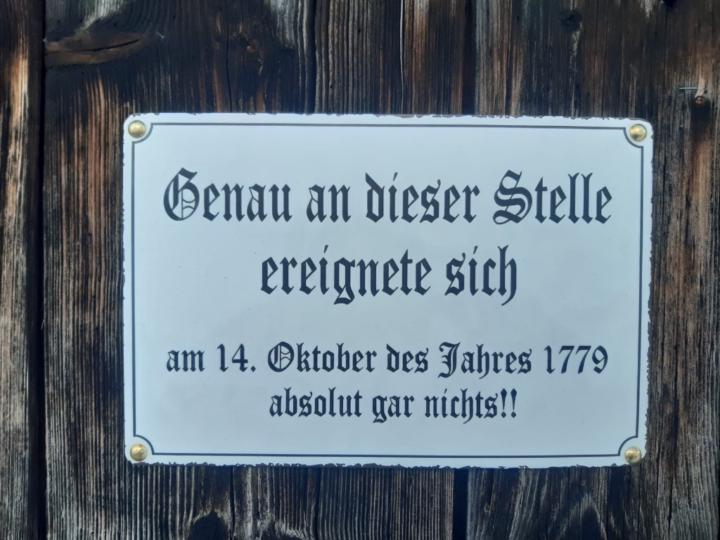 Genau an dieser Stelle
ereignete sich
am 14. Oktober des Jahres 1779
absolut gar nichts!!